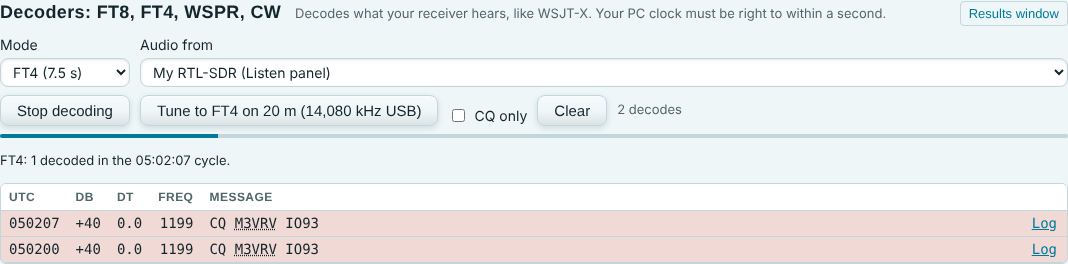 Decoders: FT8, FT4, WSPR, CW Decodes what your receiver hears, like WSJT-X. Your PC clock must be right to within a second. Results window
Mode Audio from
FT4 (7.5 s) My RTL-SDR (Listen panel)
Stop decoding Tune to FT4 on 20 m (14,080 kHz USB) CQ only Clear 2 decodes
FT4: 1 decoded in the 05:02:07 cycle.
UTC DB DT FREQ MESSAGE
050207 +40 0.0 1199 CQ M3VRV IO93 Log
050200 +40 0.0 1199 CQ M3VRV IO93 Log